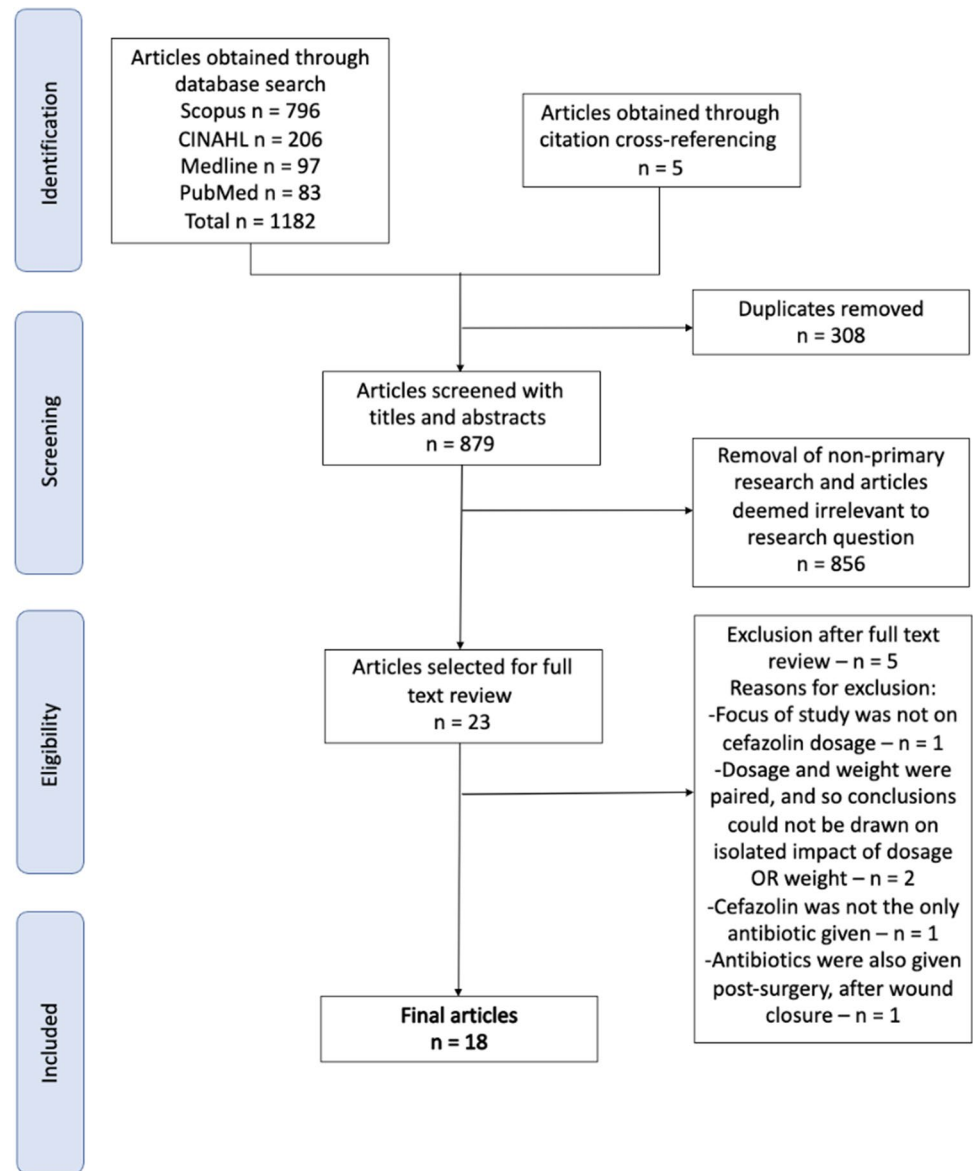 Identification
Articles obtained through
database search
Scopus n = 796
CINAHL n = 206
Medline n = 97
PubMed n = 83
Total n = 1182
Articles obtained through
citation cross-referencing
n = 5
Screening
Duplicates removed
n = 308
Articles screened with
titles and abstracts
n = 879
Removal of non-primary
research and articles
deemed irrelevant to
research question
n = 856
Eligibility
Articles selected for full
text review
n = 23
Exclusion after full text
review – n = 5
Reasons for exclusion:
-Focus of study was not on
cefazolin dosage – n = 1
-Dosage and weight were
paired, and so conclusions
could not be drawn on
isolated impact of dosage
OR weight – n = 2
-Cefazolin was not the only
antibiotic given – n = 1
-Antibiotics were also given
post-surgery, after wound
closure – n = 1
Included
Final articles
n = 18